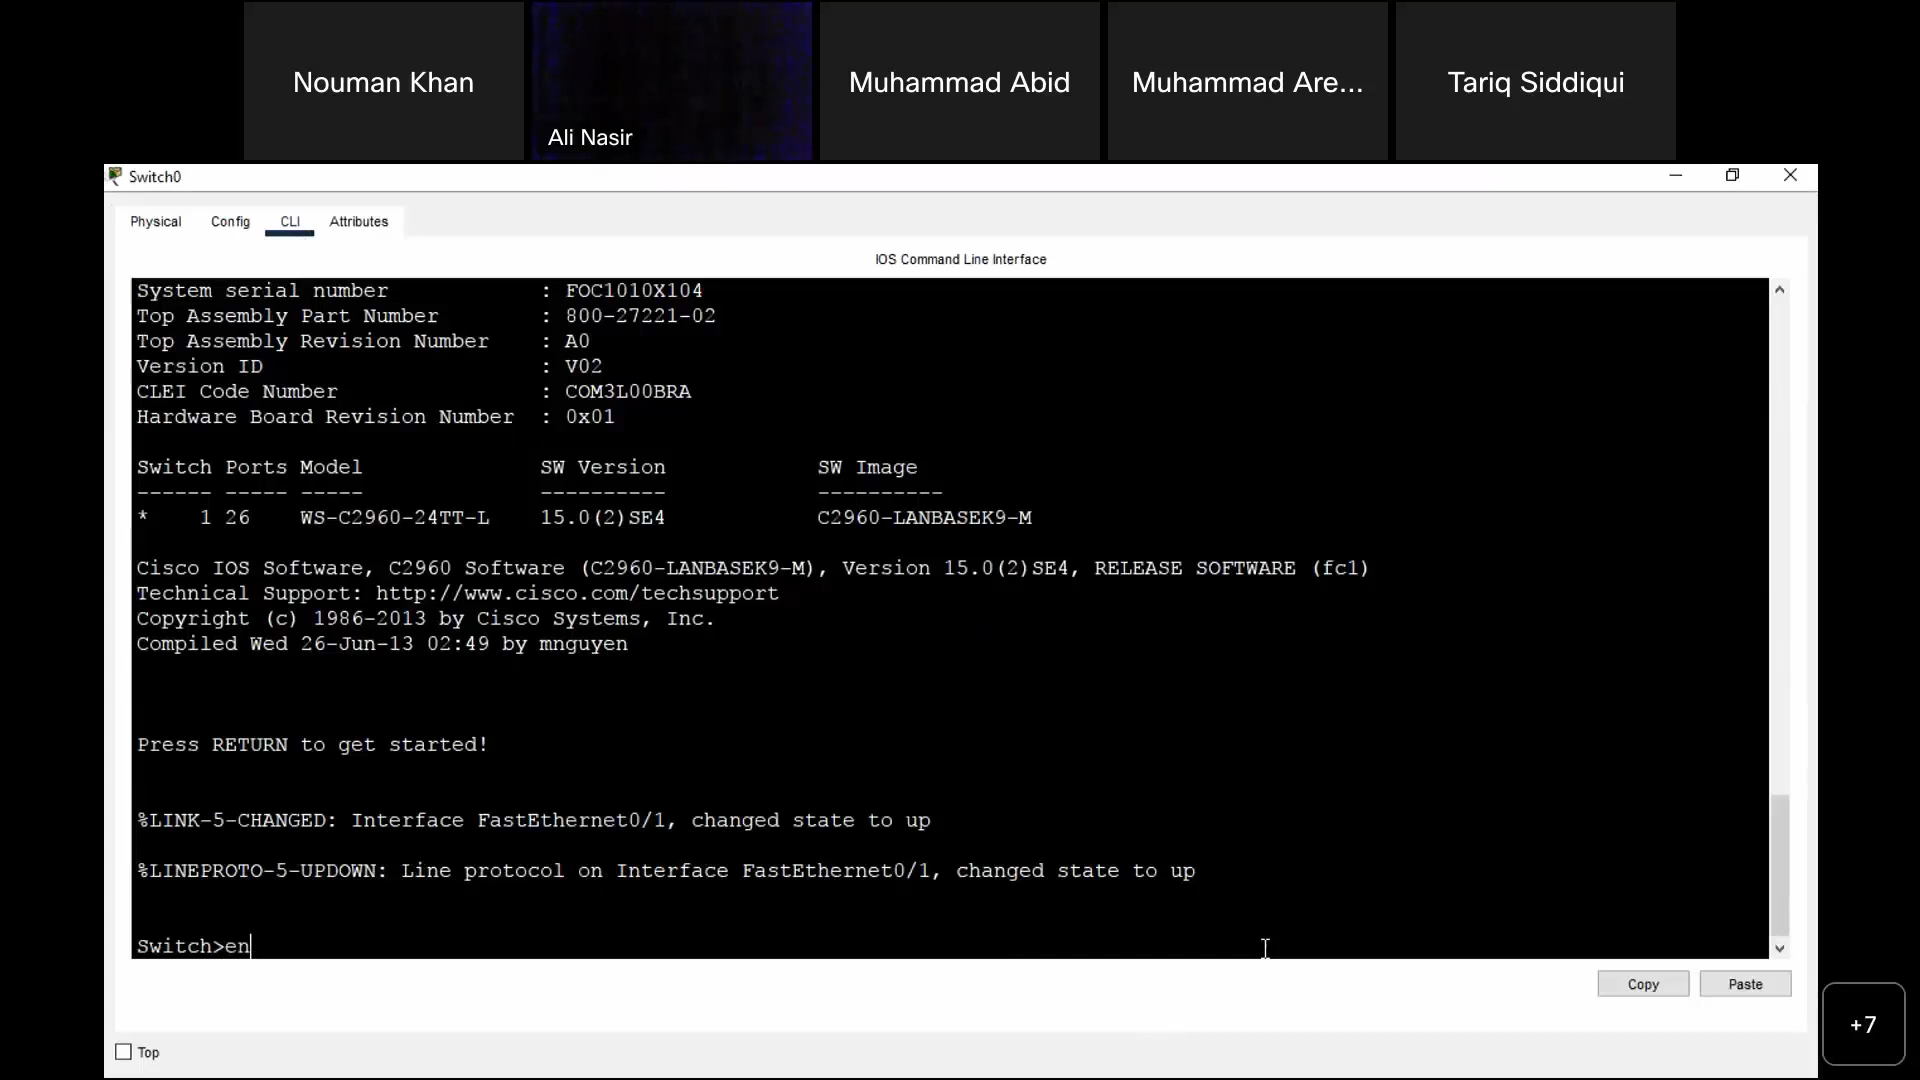 Nouman Khan
Ali Nasir
Muhammad Abid
Muhammad Are...
Tariq Siddiqui
Switch0
Physical Config CLI Attributes
IOS Command Line Interface
System serial number : FOC1010X104
Top Assembly Part Number : 800-27221-02
Top Assembly Revision Number : A0
Version ID : V02
CLEI Code Number : COM3L00BRA
Hardware Board Revision Number : 0x01
Switch Ports Model SW Version SW Image
------ ----- ----- ---------- ----------
* 1 26 WS-C2960-24TT-L 15.0(2)SE4 C2960-LANBASEK9-M
Cisco IOS Software, C2960 Software (C2960-LANBASEK9-M), Version 15.0(2)SE4, RELEASE SOFTWARE (fc1)
Technical Support: http://www.cisco.com/techsupport
Copyright (c) 1986-2013 by Cisco Systems, Inc.
Compiled Wed 26-Jun-13 02:49 by mnguyen
Press RETURN to get started!
%LINK-5-CHANGED: Interface FastEthernet0/1, changed state to up
%LINEPROTO-5-UPDOWN: Line protocol on Interface FastEthernet0/1, changed state to up
Switch>en
Copy Paste
+7
Top